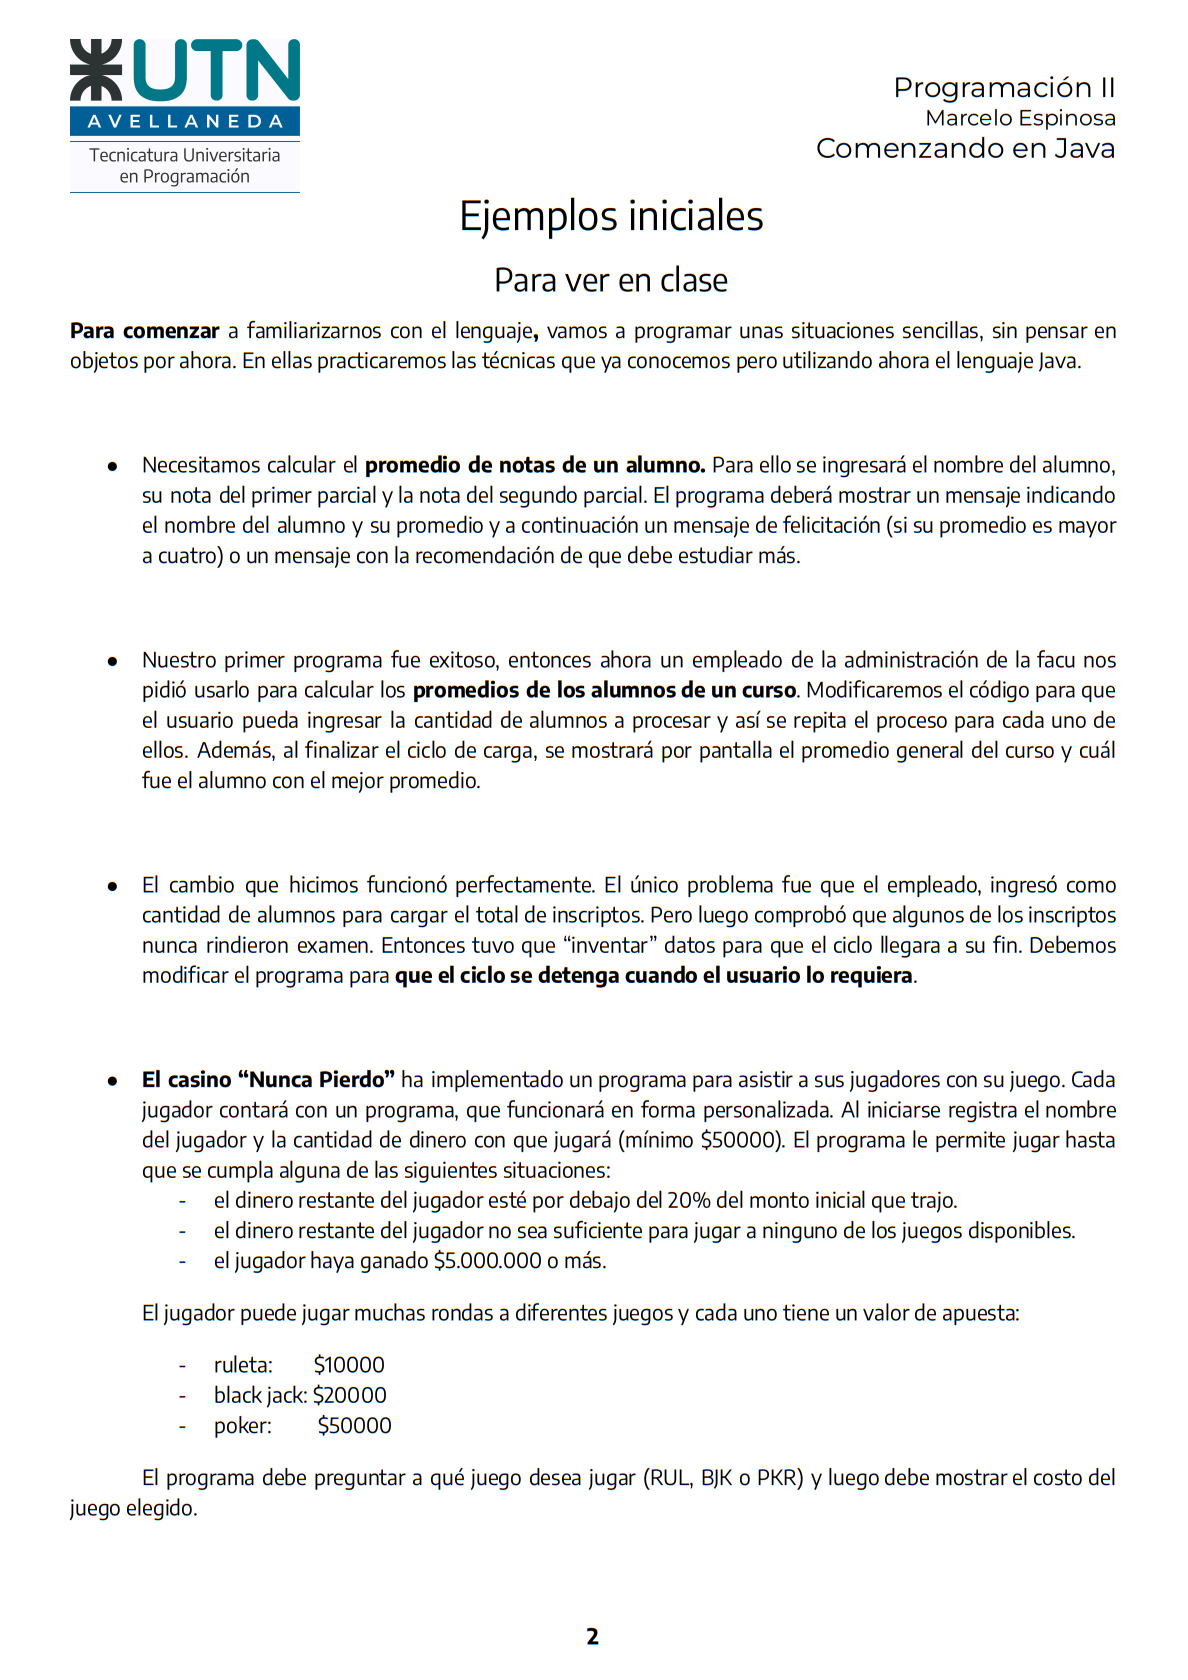 UTN
AVELLANEDA
Tecnicatura Universitaria
en Programación
Programación II
Marcelo Espinosa
Comenzando en Java
Ejemplos iniciales
Para ver en clase
Para comenzar a familiarizarnos con el lenguaje, vamos a programar unas situaciones sencillas, sin pensar en
objetos por ahora. En ellas practicaremos las técnicas que ya conocemos pero utilizando ahora el lenguaje Java.
● Necesitamos calcular el promedio de notas de un alumno. Para ello se ingresará el nombre del alumno,
su nota del primer parcial y la nota del segundo parcial. El programa deberá mostrar un mensaje indicando
el nombre del alumno y su promedio y a continuación un mensaje de felicitación (si su promedio es mayor
a cuatro) o un mensaje con la recomendación de que debe estudiar más.
● Nuestro primer programa fue exitoso, entonces ahora un empleado de la administración de la facu nos
pidió usarlo para calcular los promedios de los alumnos de un curso. Modificaremos el código para que
el usuario pueda ingresar la cantidad de alumnos a procesar y así se repita el proceso para cada uno de
ellos. Además, al finalizar el ciclo de carga, se mostrará por pantalla el promedio general del curso y cuál
fue el alumno con el mejor promedio.
● El cambio que hicimos funcionó perfectamente. El único problema fue que el empleado, ingresó como
cantidad de alumnos para cargar el total de inscriptos. Pero luego comprobó que algunos de los inscriptos
nunca rindieron examen. Entonces tuvo que “inventar” datos para que el ciclo llegara a su fin. Debemos
modificar el programa para que el ciclo se detenga cuando el usuario lo requiera.
● El casino “Nunca Pierdo” ha implementado un programa para asistir a sus jugadores con su juego. Cada
jugador contará con un programa, que funcionará en forma personalizada. Al iniciarse registra el nombre
del jugador y la cantidad de dinero con que jugará (mínimo $50000). El programa le permite jugar hasta
que se cumpla alguna de las siguientes situaciones:
- el dinero restante del jugador esté por debajo del 20% del monto inicial que trajo.
- el dinero restante del jugador no sea suficiente para jugar a ninguno de los juegos disponibles.
- el jugador haya ganado $5.000.000 o más.
El jugador puede jugar muchas rondas a diferentes juegos y cada uno tiene un valor de apuesta:
- ruleta: $10000
- black jack: $20000
- poker: $50000
El programa debe preguntar a qué juego desea jugar (RUL, BJK o PKR) y luego debe mostrar el costo del
juego elegido.
2